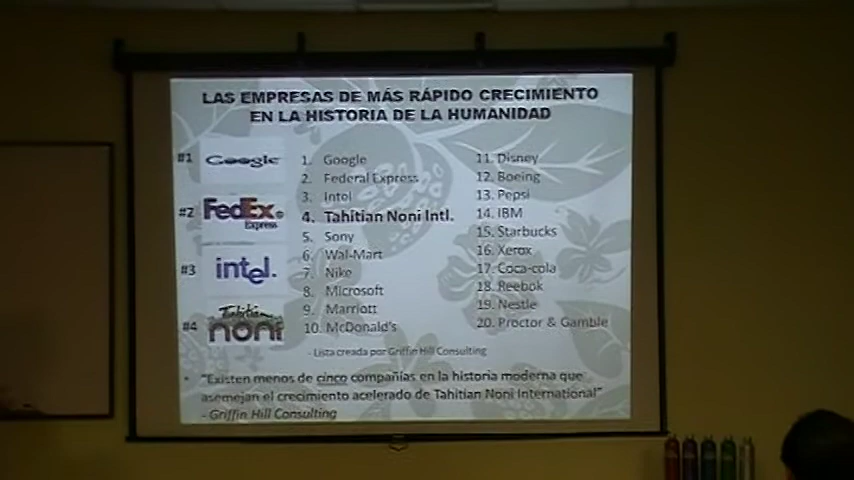 LAS EMPRESAS DE MÁS RÁPIDO CRECIMIENTO
EN LA HISTORIA DE LA HUMANIDAD
#1 Google
#2 FedEx Express
#3 intel.
#4 Tahitian noni
1. Google
2. Federal Express
3. Intel
4. Tahitian Noni Intl.
5. Sony
6. Wal-Mart
7. Nike
8. Microsoft
9. Marriott
10. McDonald's
11. Disney
12. Boeing
13. Pepsi
14. IBM
15. Starbucks
16. Xerox
17. Coca-cola
18. Reebok
19. Nestle
20. Proctor & Gamble
- Lista creada por Griffin Hill Consulting
• "Existen menos de cinco compañías en la historia moderna que
asemejan el crecimiento acelerado de Tahitian Noni International"
- Griffin Hill Consulting